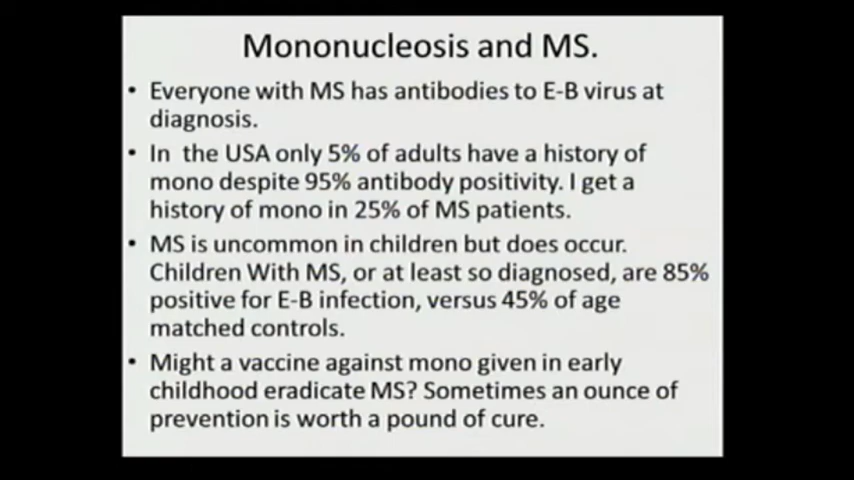 Mononucleosis and MS.
• Everyone with MS has antibodies to E-B virus at
diagnosis.
• In the USA only 5% of adults have a history of
mono despite 95% antibody positivity. I get a
history of mono in 25% of MS patients.
• MS is uncommon in children but does occur.
Children With MS, or at least so diagnosed, are 85%
positive for E-B infection, versus 45% of age
matched controls.
• Might a vaccine against mono given in early
childhood eradicate MS? Sometimes an ounce of
prevention is worth a pound of cure.